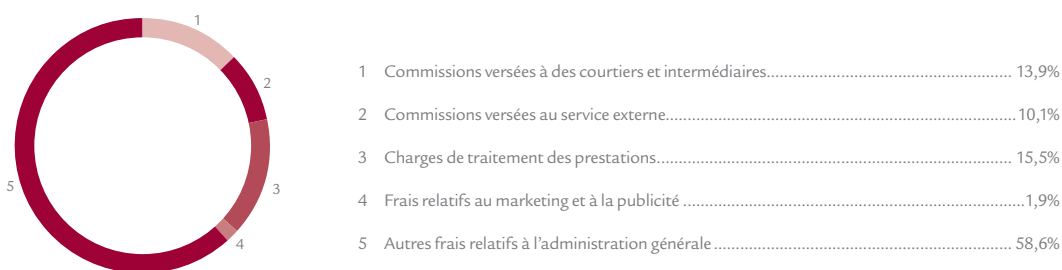 1
2
3
4
5
1 Commissions versées à des courtiers et intermédiaires.......................................................... 13,9%
2 Commissions versées au service externe...................................................................................10,1%
3 Charges de traitement des prestations..................................................................................... 15,5%
4 Frais relatifs au marketing et à la publicité ................................................................................1,9%
5 Autres frais relatifs à l’administration générale ....................................................................... 58,6%